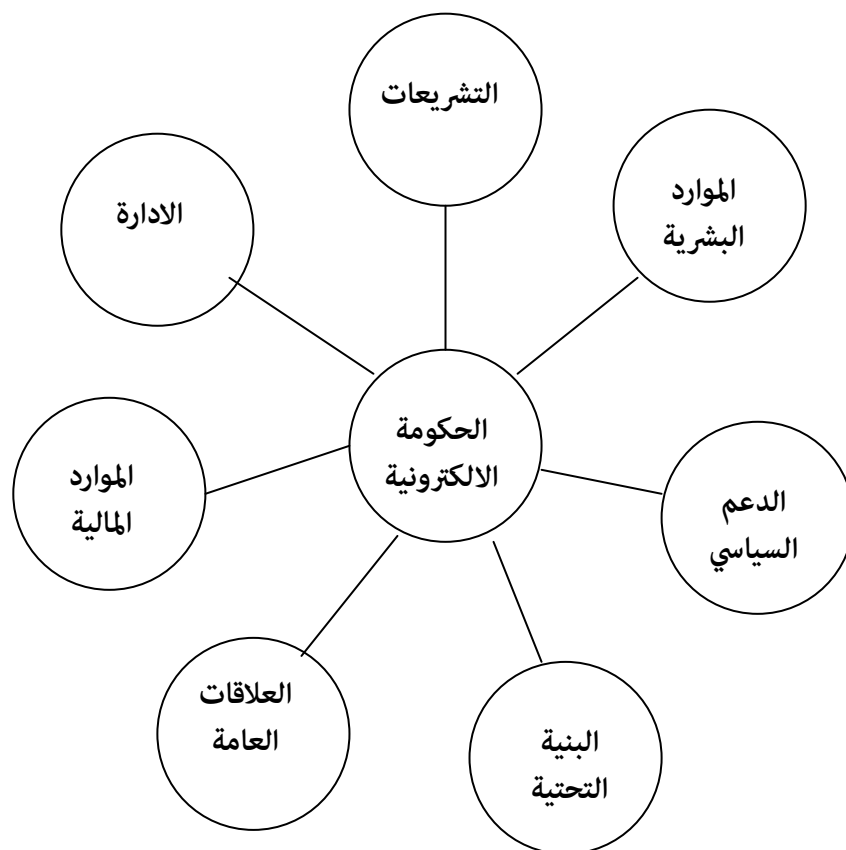 التشريعات
الموارد
البشرية
الادارة
الحكومة
الالكترونية
الموارد
المالية
الدعم
السياسي
العلاقات
العامة
البنية
التحتية